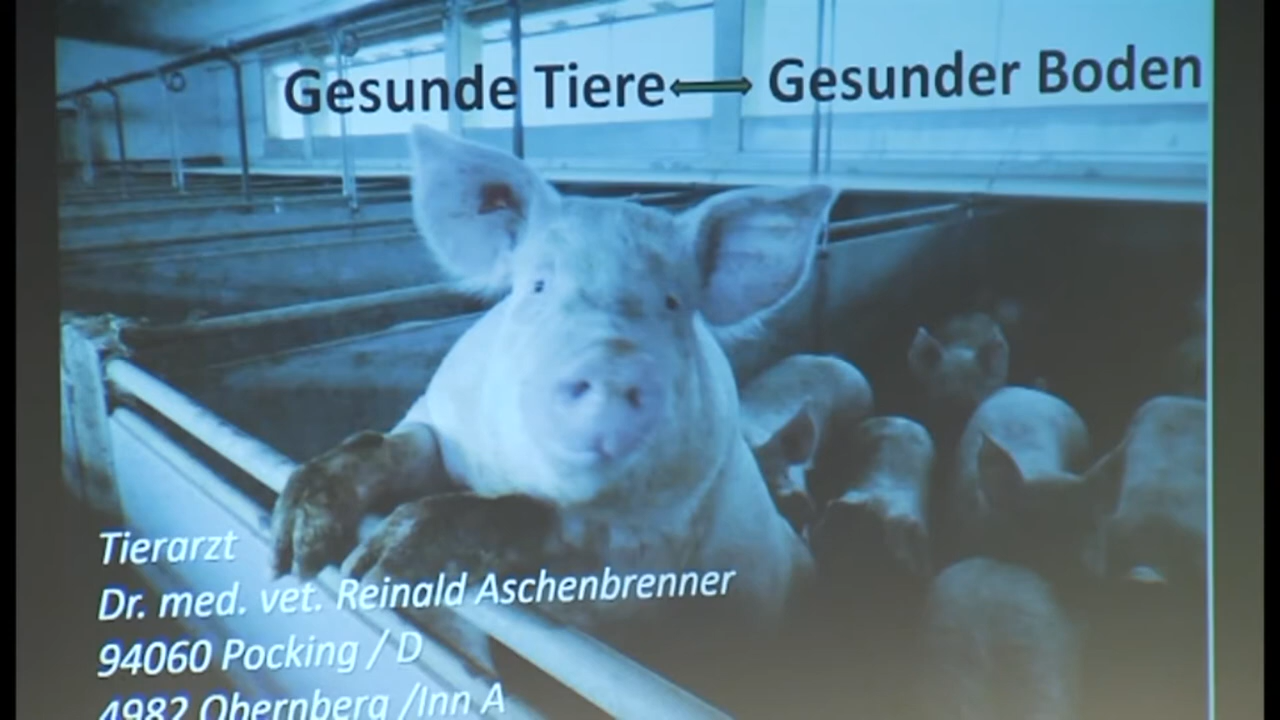 Gesunde Tiere ⟷ Gesunder Boden
Tierarzt
Dr. med. vet. Reinald Aschenbrenner
94060 Pocking / D
4982 Obernberg /Inn A